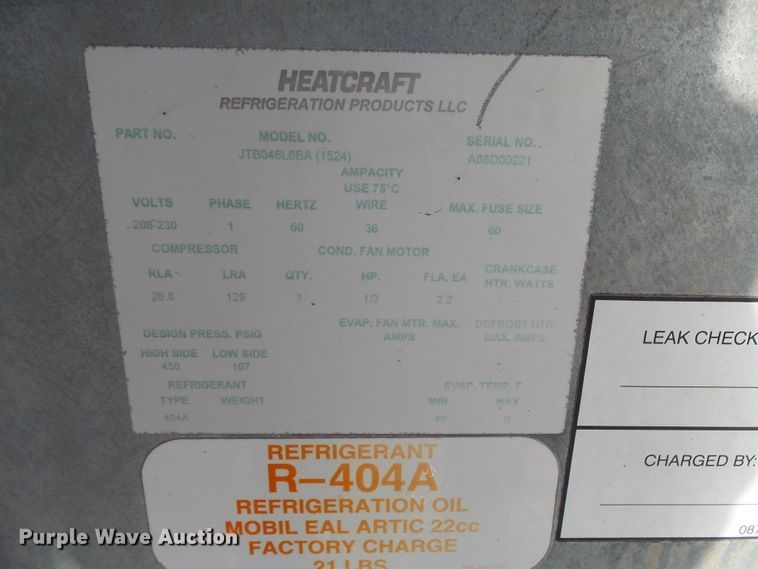 HEATCRAFT
REFRIGERATION PRODUCTS LLC
PART NO. MODEL NO. SERIAL NO.
JTB046L6BA (1524) A08D00221
AMPACITY
USE 75°C
VOLTS PHASE HERTZ WIRE MAX. FUSE SIZE
208-230 1 60 36 60
COMPRESSOR COND. FAN MOTOR
RLA LRA QTY. HP. FLA. EA CRANKCASE
HTR. WATTS
26.8 129 1 1/3 2.2
DESIGN PRESS. PSIG EVAP. FAN MTR. MAX. DEFROST HTR.
AMPS MAX. AMPS
HIGH SIDE LOW SIDE
450 167
REFRIGERANT EVAP. TEMP. F
TYPE WEIGHT MIN. MAX.
404A -40 0
REFRIGERANT
R-404A
REFRIGERATION OIL
MOBIL EAL ARTIC 22cc
FACTORY CHARGE
21 LBS
LEAK CHECK
CHARGED BY:
087
Purple Wave Auction